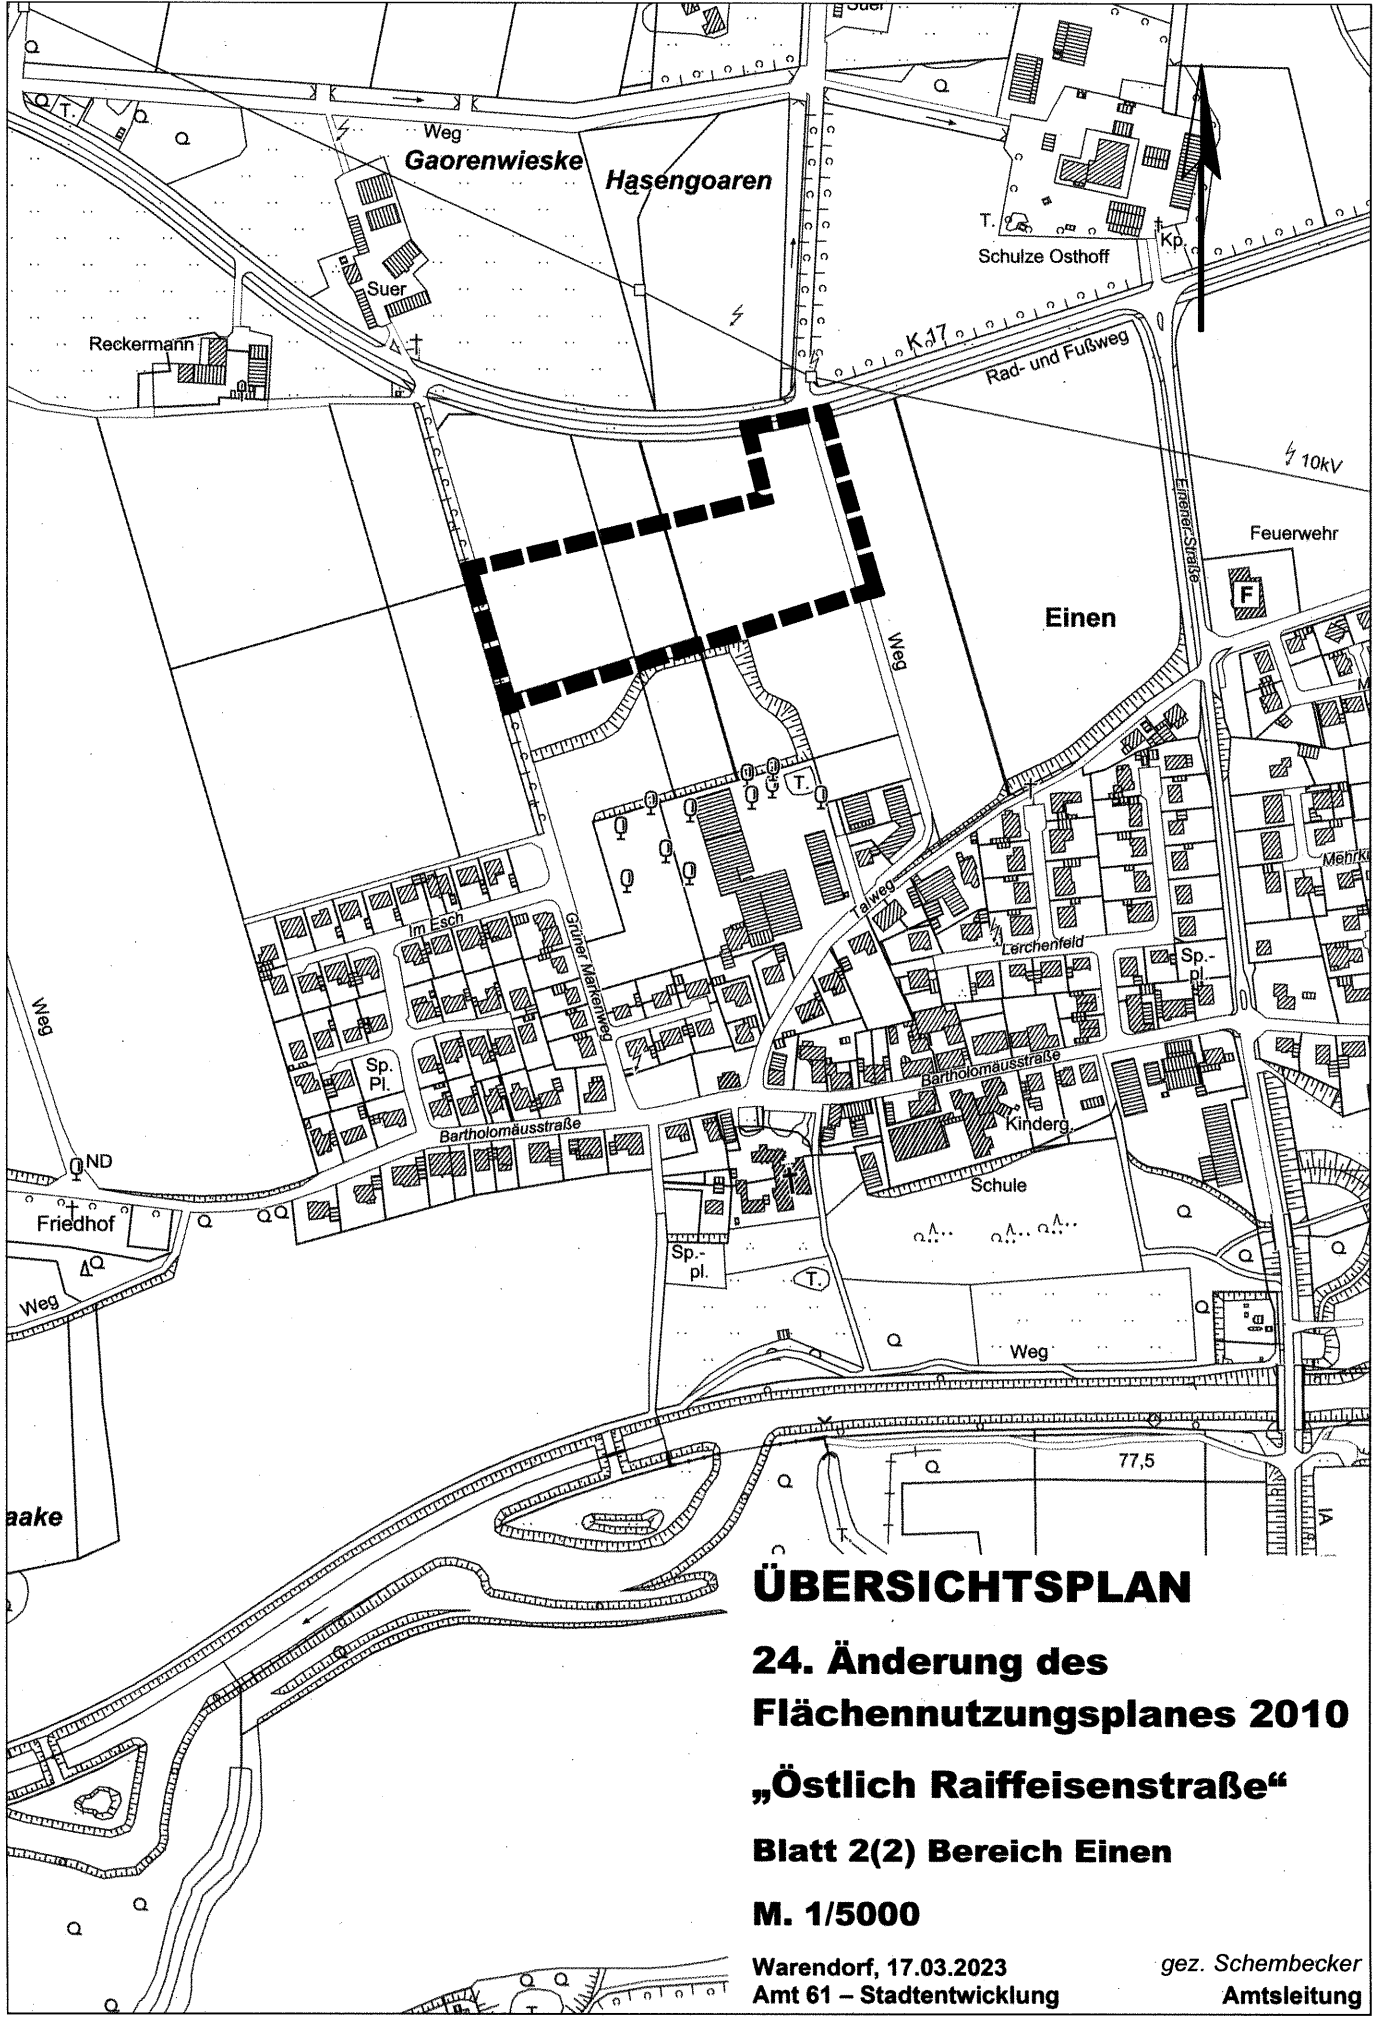 Suer
T.
Weg
Gaorenwieske
Hasengoaren
T.
Kp.
Schulze Osthoff
Suer
Reckermann
K 17
Rad- und Fußweg
10kV
Einener Straße
Feuerwehr
F
Einen
Weg
T.
Talweg
Mehrk
Im Esch
Grüner Markenweg
Lerchenfeld
Sp.-
pl.
Weg
Sp.
Pl.
Bartholomäusstraße
Bartholomäusstraße
Kinderg.
ND
Schule
Friedhof
Sp.-
pl.
T.
Weg
Weg
77,5
aake
T.
IA
ÜBERSICHTSPLAN
24. Änderung des
Flächennutzungsplanes 2010
„Östlich Raiffeisenstraße“
Blatt 2(2) Bereich Einen
M. 1/5000
Warendorf, 17.03.2023
gez. Schembecker
Amt 61 – Stadtentwicklung
Amtsleitung